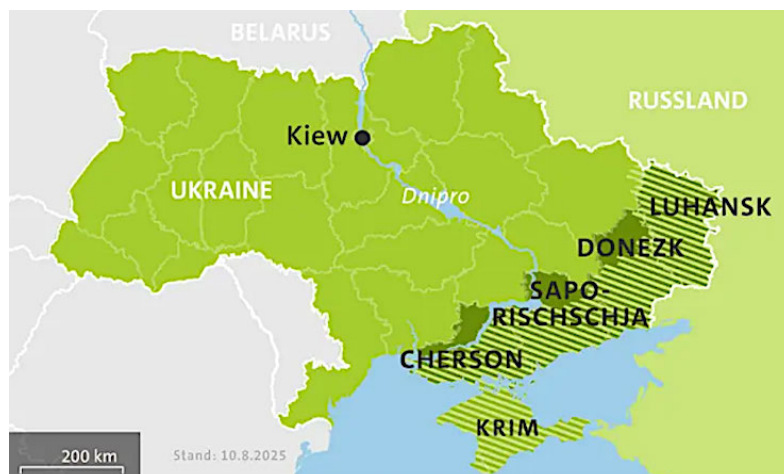 BELARUS
RUSSLAND
Kiew
UKRAINE
Dnipro
LUHANSK
DONEZK
SAPO-
RISCHSCHJA
CHERSON
KRIM
200 km
Stand: 10.8.2025